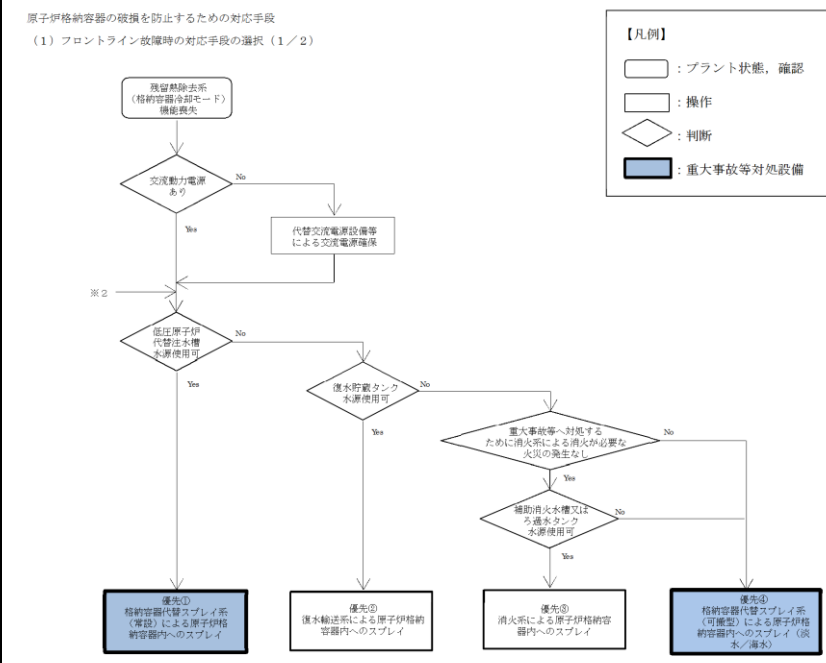 原子炉格納容器の破損を防止するための対応手段
(1)フロントライン故障時の対応手段の選択(1/2)
【凡例】
:プラント状態,確認
:操作
:判断
:重大事故等対処設備
残留熱除去系
(格納容器冷却モード)
機能喪失
交流動力電源
あり
No
Yes
代替交流電源設備等
による交流電源確保
※2
低圧原子炉
代替注水槽
水源使用可
No
Yes
復水貯蔵タンク
水源使用可
No
Yes
重大事故等へ対処する
ために消火系による消火が必要な
火災の発生なし
No
Yes
補助消火水槽又は
ろ過水タンク
水源使用可
No
Yes
優先①
格納容器代替スプレイ系
(常設)による原子炉格
納容器内へのスプレイ
優先②
復水輸送系による原子炉格納
容器内へのスプレイ
優先③
消火系による原子炉格納容
器内へのスプレイ
優先④
格納容器代替スプレイ系
(可搬型)による原子炉格
納容器内へのスプレイ(淡
水/海水)